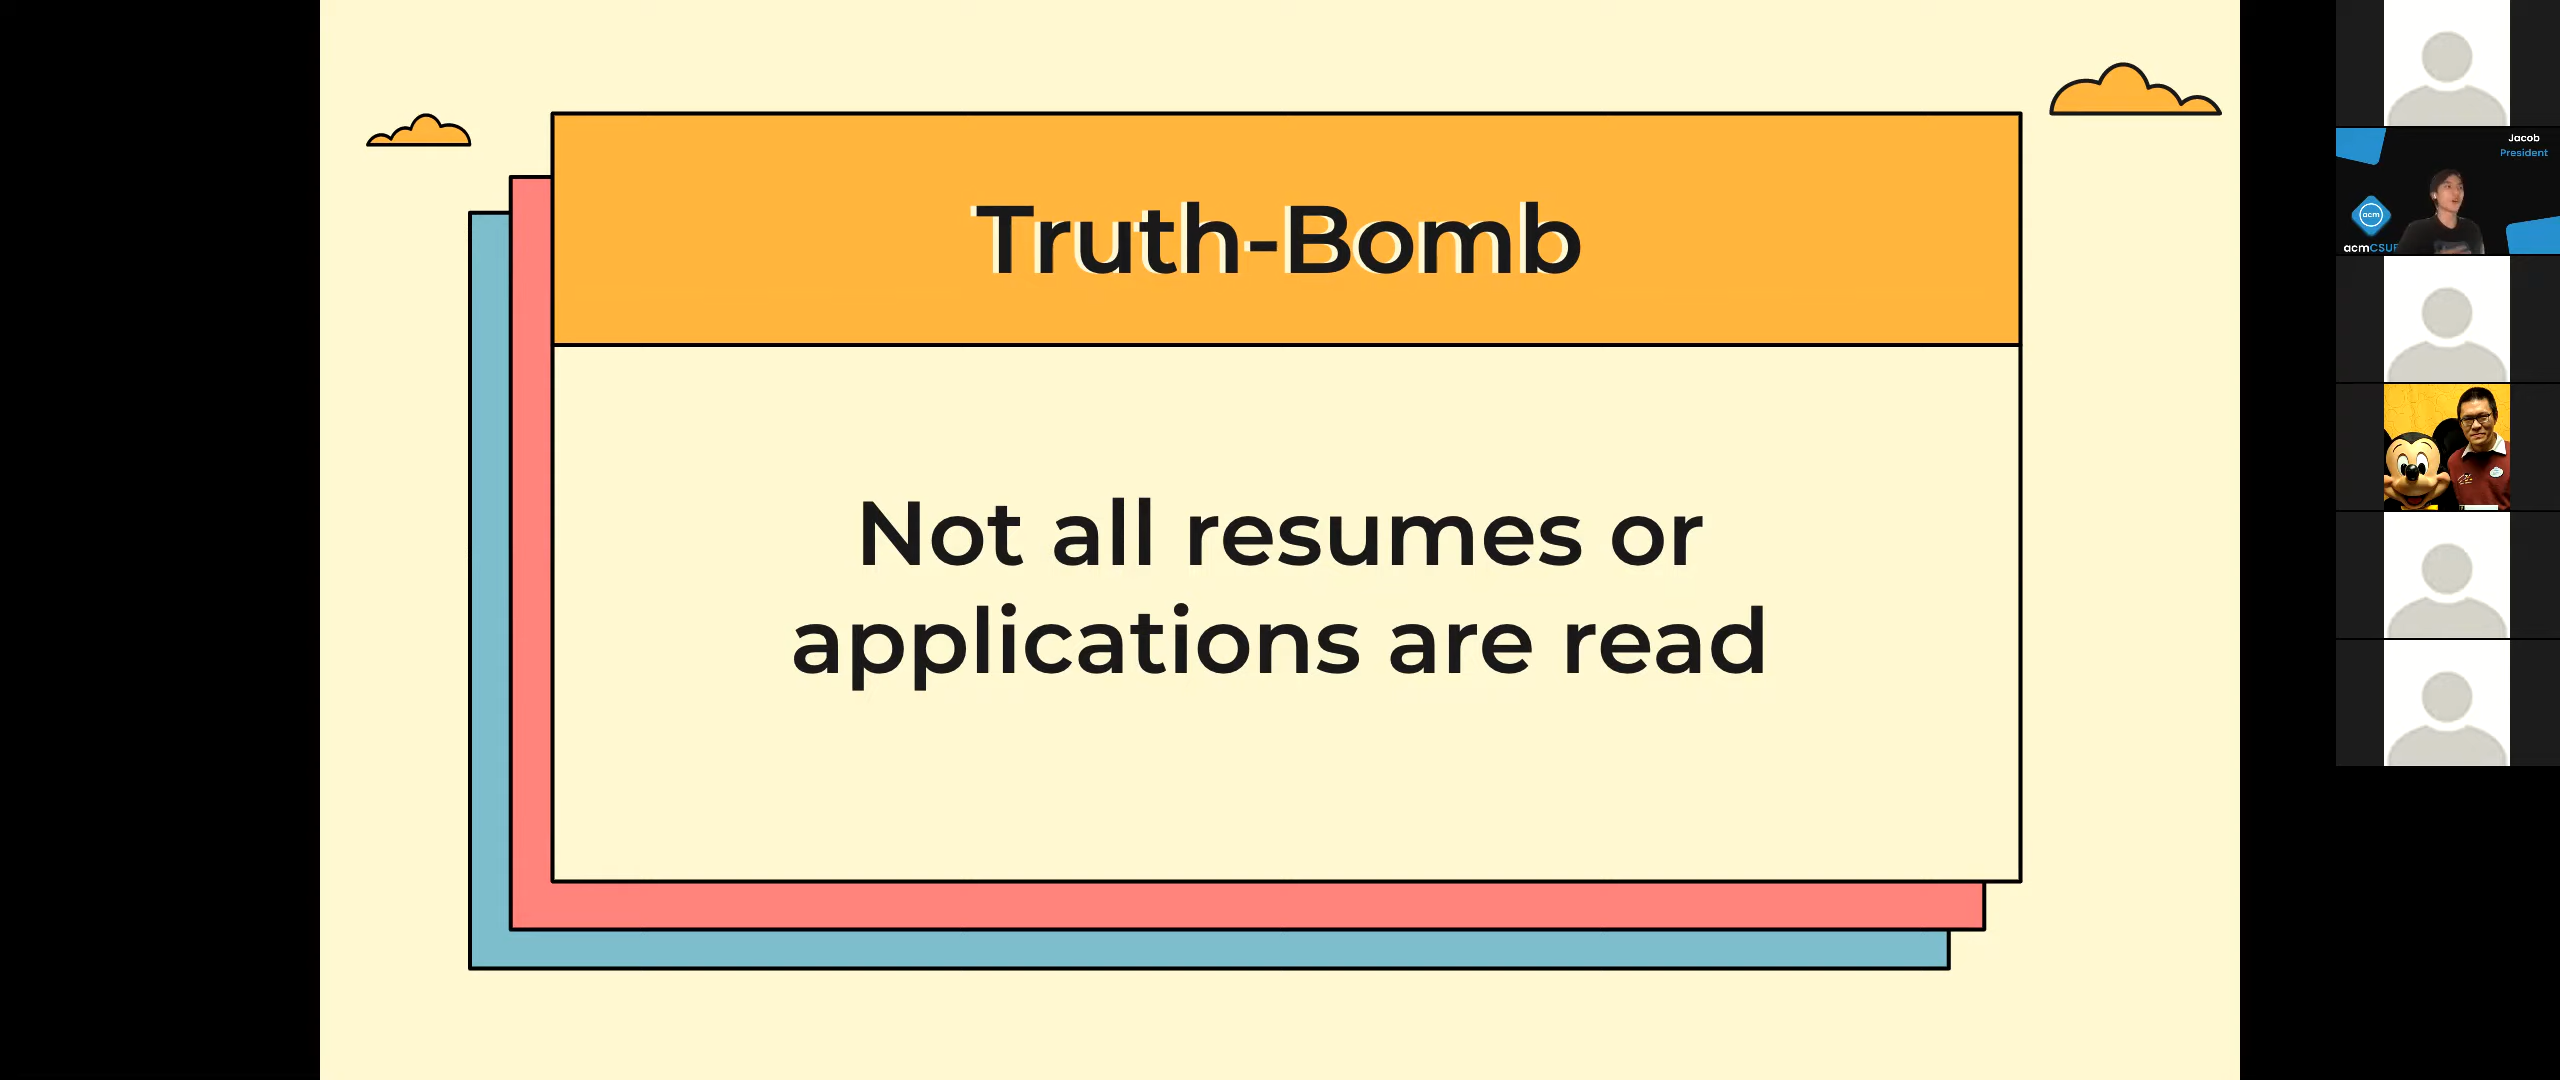 Truth-Bomb
Not all resumes or
applications are read
Jacob
President
acm
acmCSUF